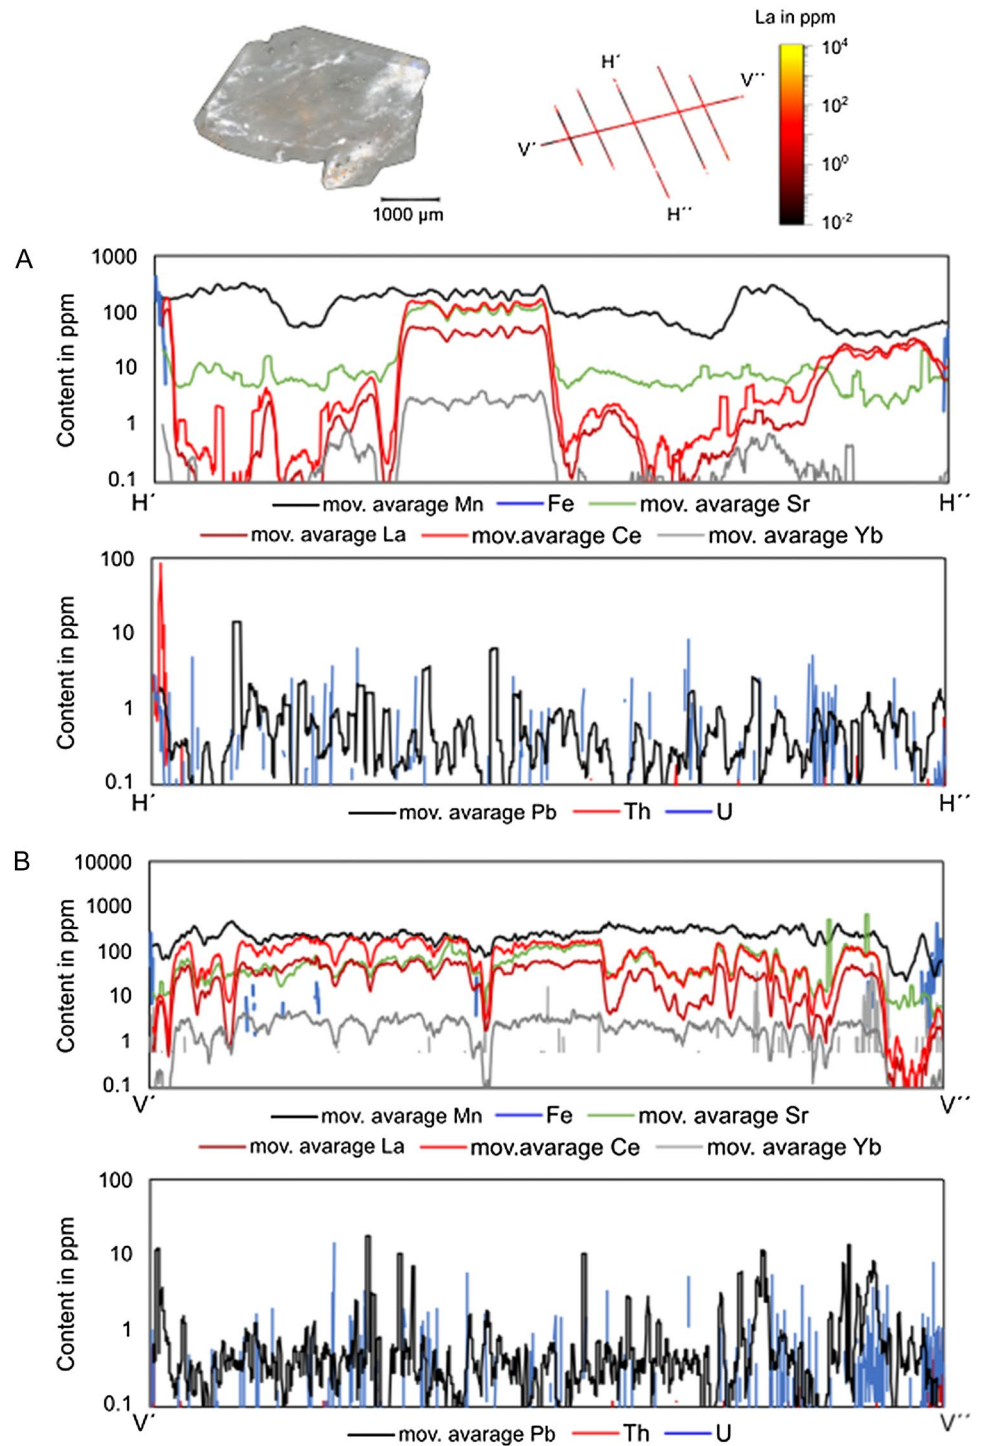 La in ppm
10⁴
10²
10⁰
10⁻²
H´
V´´
V´
H´´
1000 µm
A
1000
100
10
1
0.1
Content in ppm
H´
H´´
mov. avarage Mn
Fe
mov. avarage Sr
mov. avarage La
mov.avarage Ce
mov. avarage Yb
100
10
1
0.1
Content in ppm
H´
H´´
mov. avarage Pb
Th
U
B
10000
1000
100
10
1
0.1
Content in ppm
V´
V´´
mov. avarage Mn
Fe
mov. avarage Sr
mov. avarage La
mov.avarage Ce
mov. avarage Yb
100
10
1
0.1
Content in ppm
V´
V´´
mov. avarage Pb
Th
U